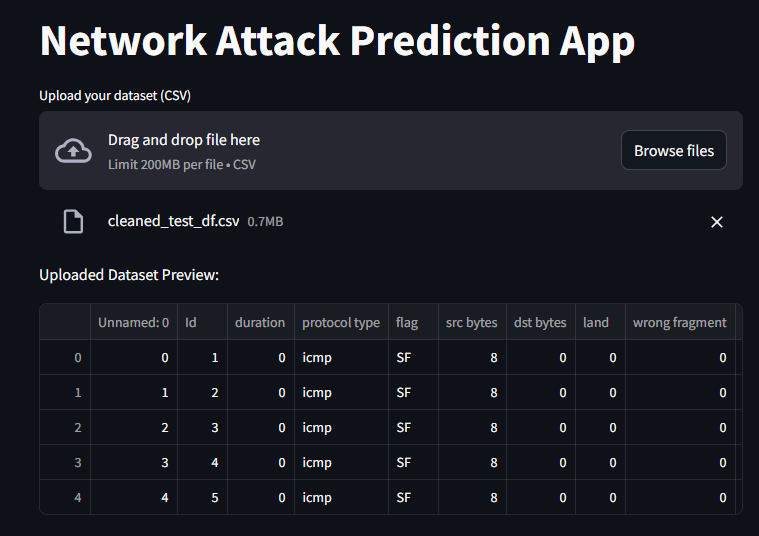 Network Attack Prediction App
Upload your dataset (CSV)
Drag and drop file here
Limit 200MB per file • CSV
Browse files
cleaned_test_df.csv 0.7MB
Uploaded Dataset Preview:
Unnamed: 0 Id duration protocol type flag src bytes dst bytes land wrong fragment
0 0 1 0 icmp SF 8 0 0 0
1 1 2 0 icmp SF 8 0 0 0
2 2 3 0 icmp SF 8 0 0 0
3 3 4 0 icmp SF 8 0 0 0
4 4 5 0 icmp SF 8 0 0 0